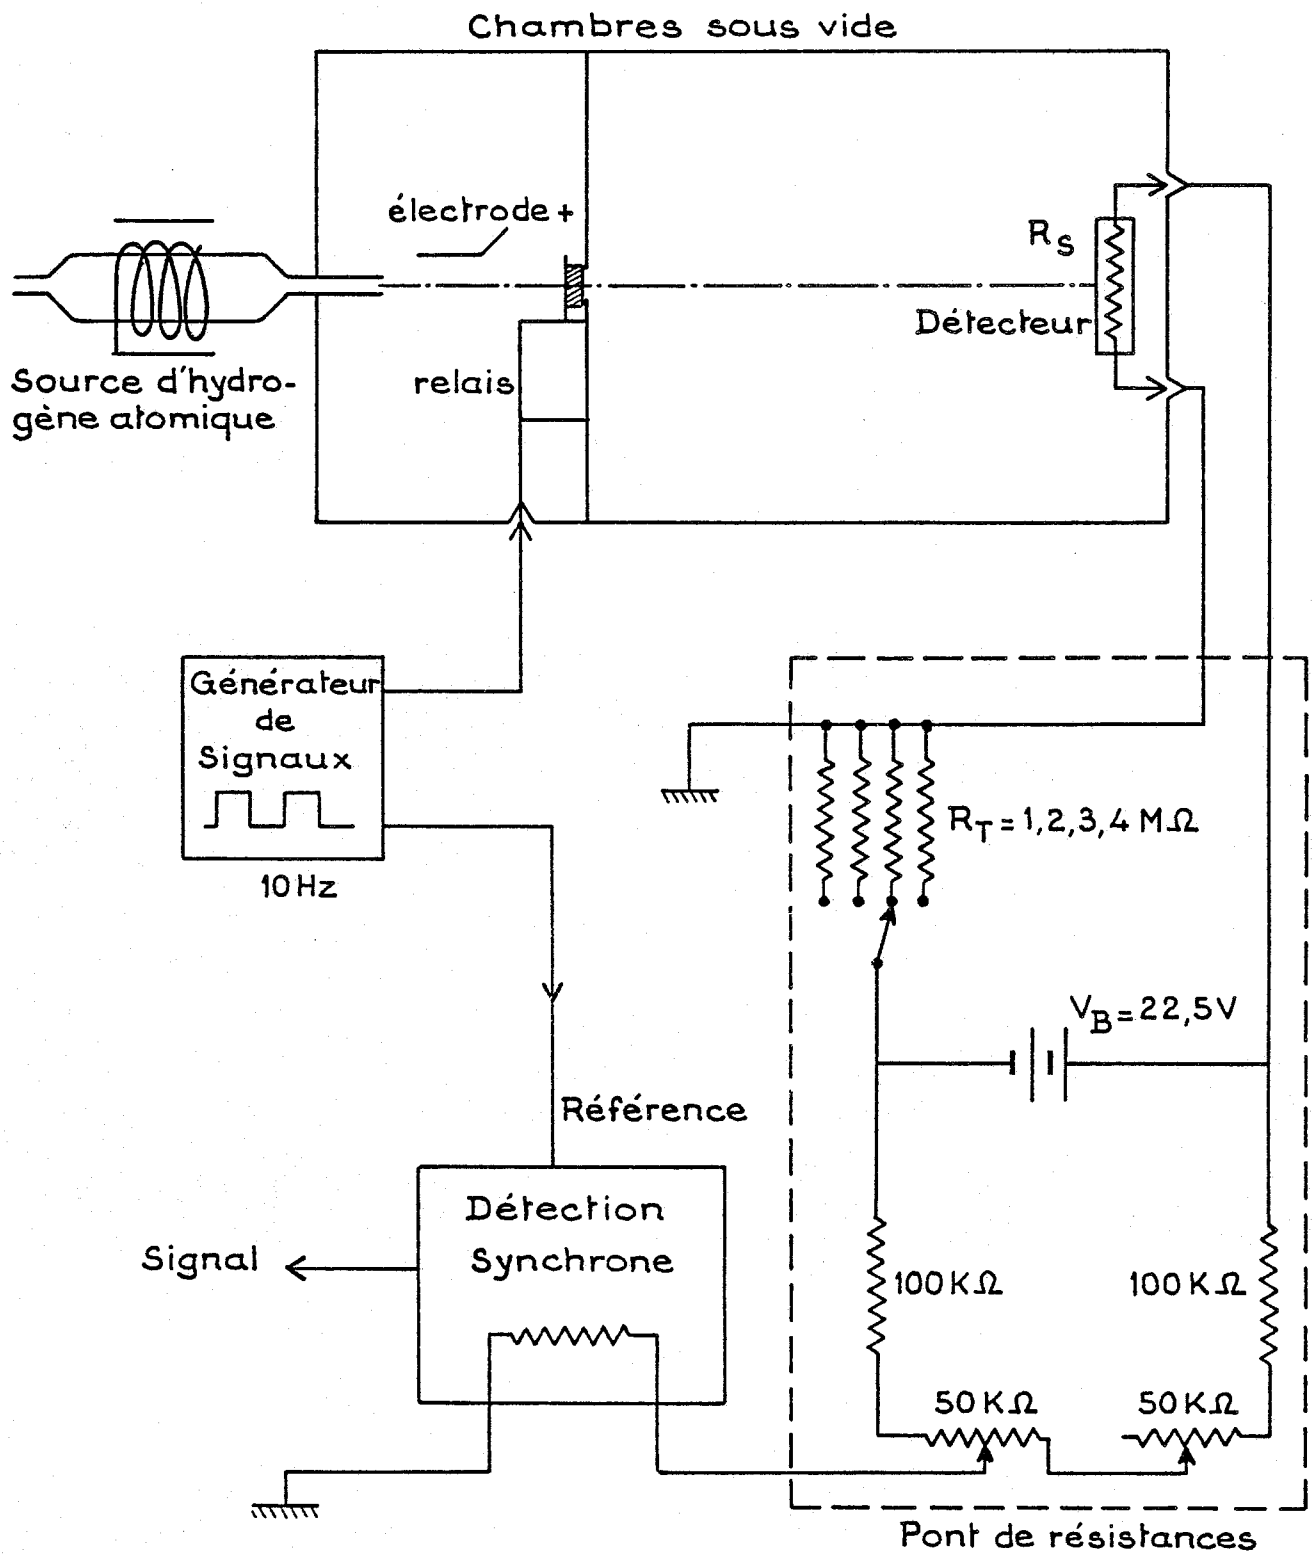 Chambres sous vide
électrode +
R_S
Détecteur
relais
Source d'hydro-
gène atomique
Générateur
de
Signaux
10 Hz
R_T = 1, 2, 3, 4 MΩ
V_B = 22,5 V
Référence
Détection
Synchrone
Signal
100 KΩ
100 KΩ
50 KΩ
50 KΩ
Pont de résistances